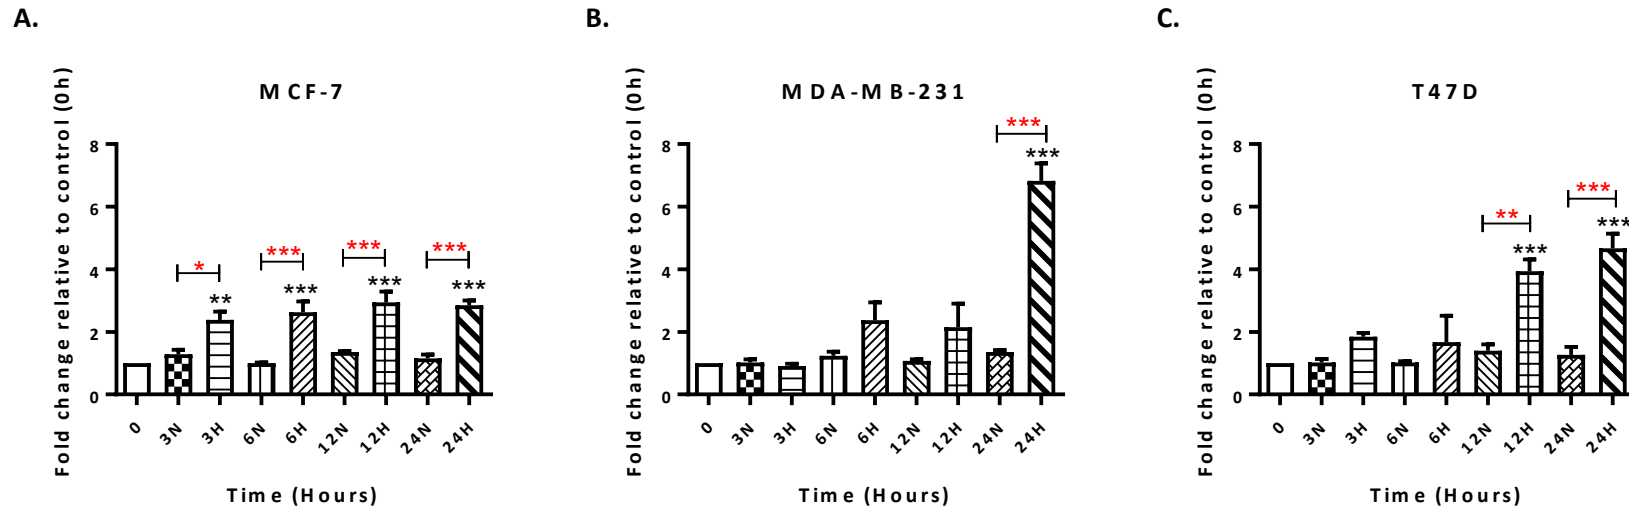 A.
MCF-7
Fold change relative to control (0h)
8
6
4
2
0
*
**
***
***
***
***
***
***
0
3N
3H
6N
6H
12N
12H
24N
24H
Time (Hours)
B.
MDA-MB-231
Fold change relative to control (0h)
8
6
4
2
0
***
***
0
3N
3H
6N
6H
12N
12H
24N
24H
Time (Hours)
C.
T47D
Fold change relative to control (0h)
8
6
4
2
0
**
***
***
***
0
3N
3H
6N
6H
12N
12H
24N
24H
Time (Hours)